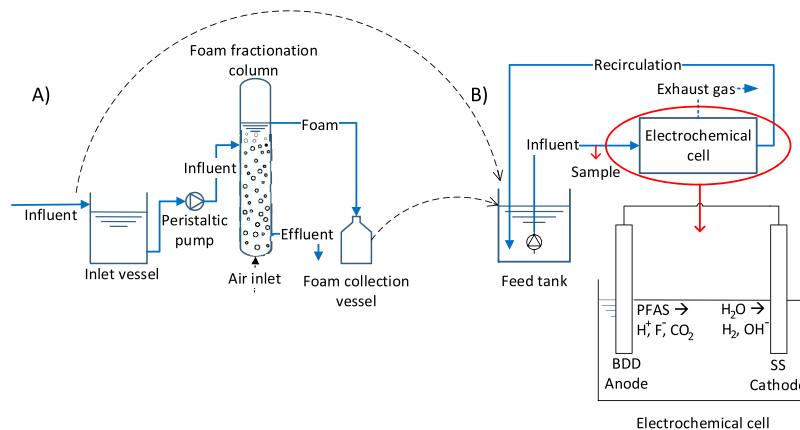 A)
Foam fractionation
column
Foam
Influent
Influent
Peristaltic
pump
Inlet vessel
Effluent
Air inlet
Foam collection
vessel
B)
Recirculation
Exhaust gas
Influent
Electrochemical
cell
Sample
Feed tank
PFAS →
H⁺, F⁻, CO₂
H₂O →
H₂, OH⁻
BDD
Anode
SS
Cathode
Electrochemical cell